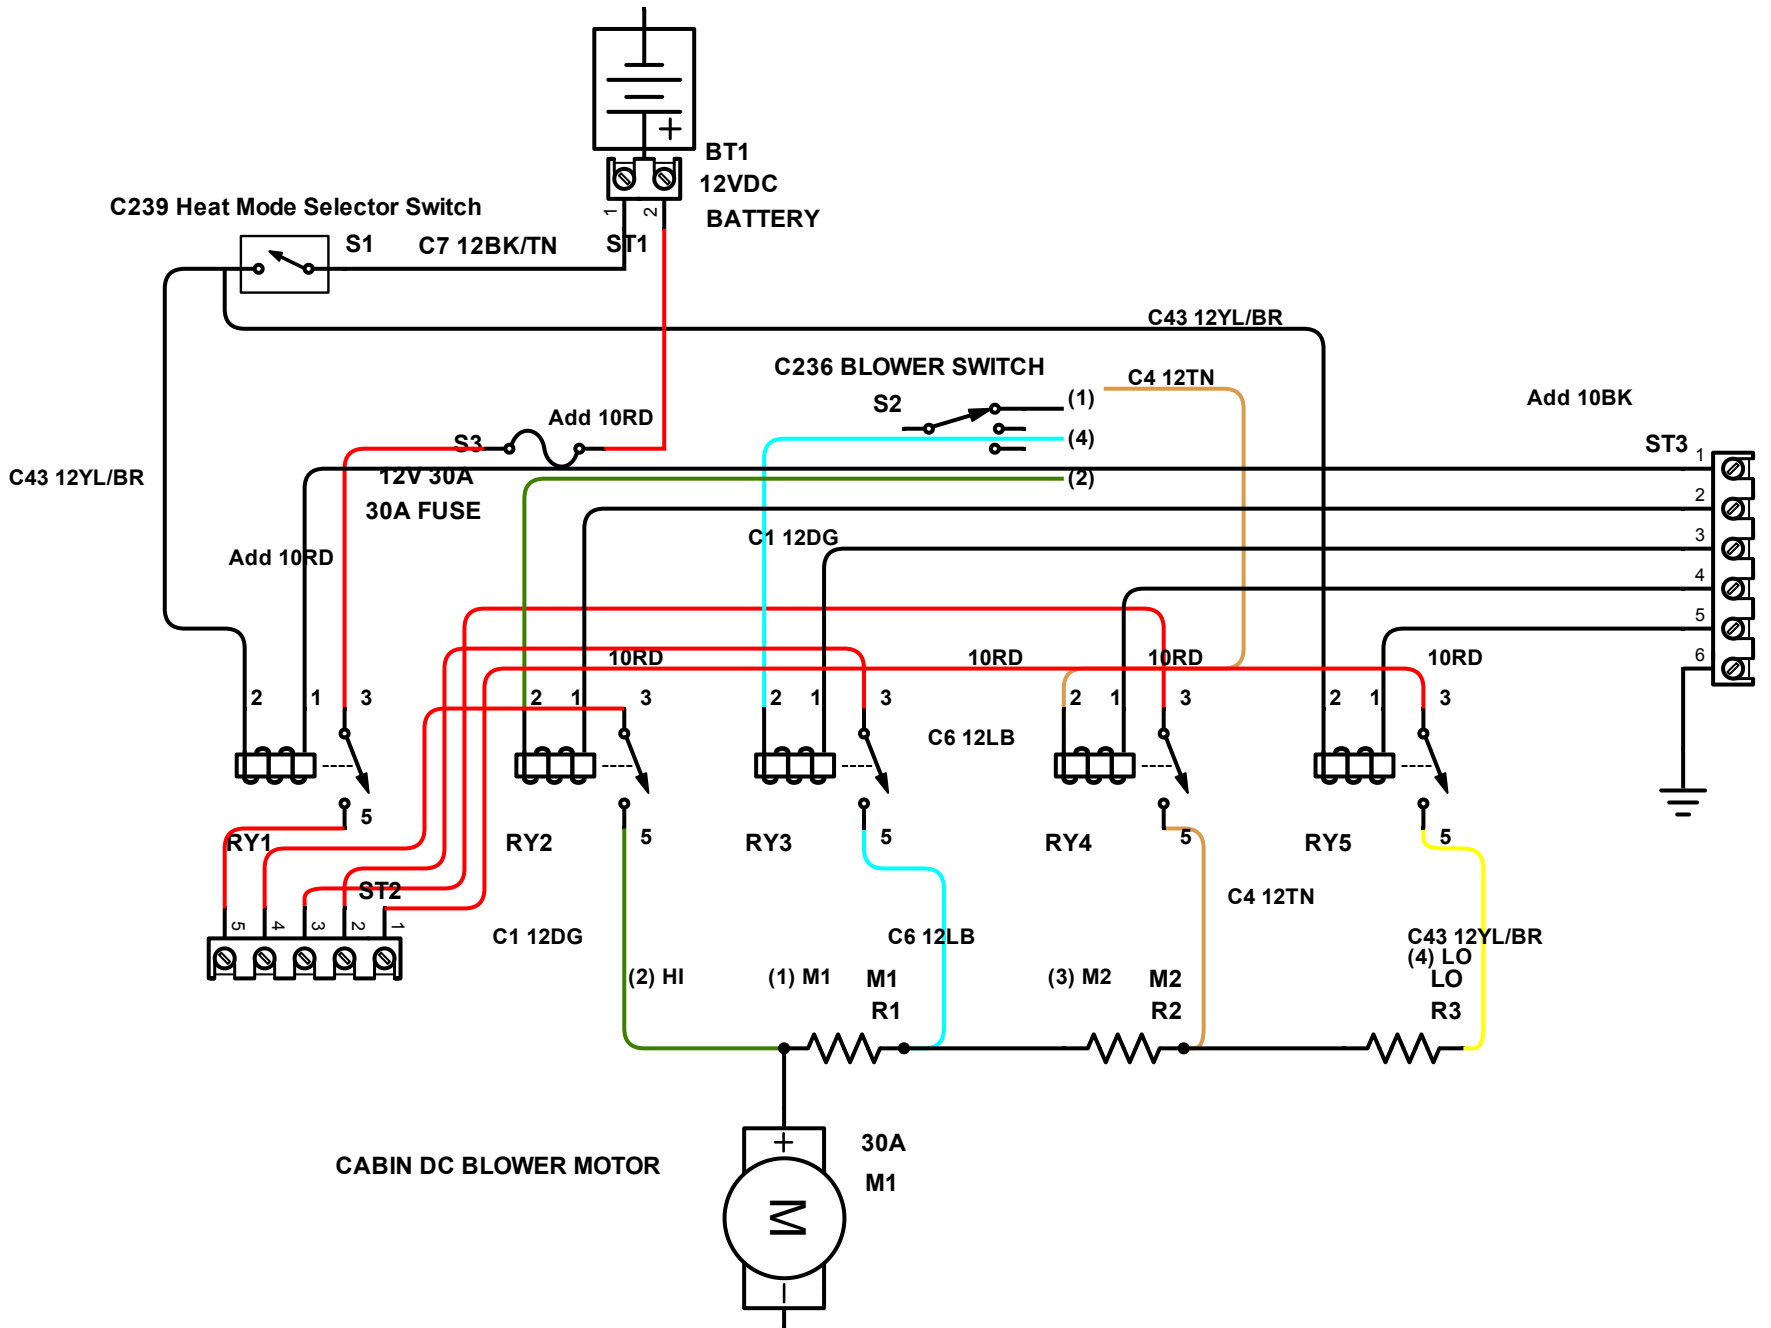 +
BT1
12VDC
BATTERY
1
2
ST1
C239 Heat Mode Selector Switch
S1
C7 12BK/TN
C43 12YL/BR
C236 BLOWER SWITCH
C4 12TN
S2
(1)
(4)
(2)
Add 10BK
ST3
1
2
3
4
5
6
Add 10RD
S3
12V 30A
30A FUSE
C43 12YL/BR
C1 12DG
Add 10RD
10RD
10RD
10RD
10RD
2
1
3
2
1
3
2
1
3
2
1
3
2
1
3
C6 12LB
5
5
5
5
5
RY1
RY2
RY3
RY4
RY5
ST2
5
4
3
2
1
C4 12TN
C1 12DG
C6 12LB
C43 12YL/BR
(4) LO
(2) HI
(1) M1
M1
(3) M2
M2
LO
R1
R2
R3
+
30A
CABIN DC BLOWER MOTOR
M1
M